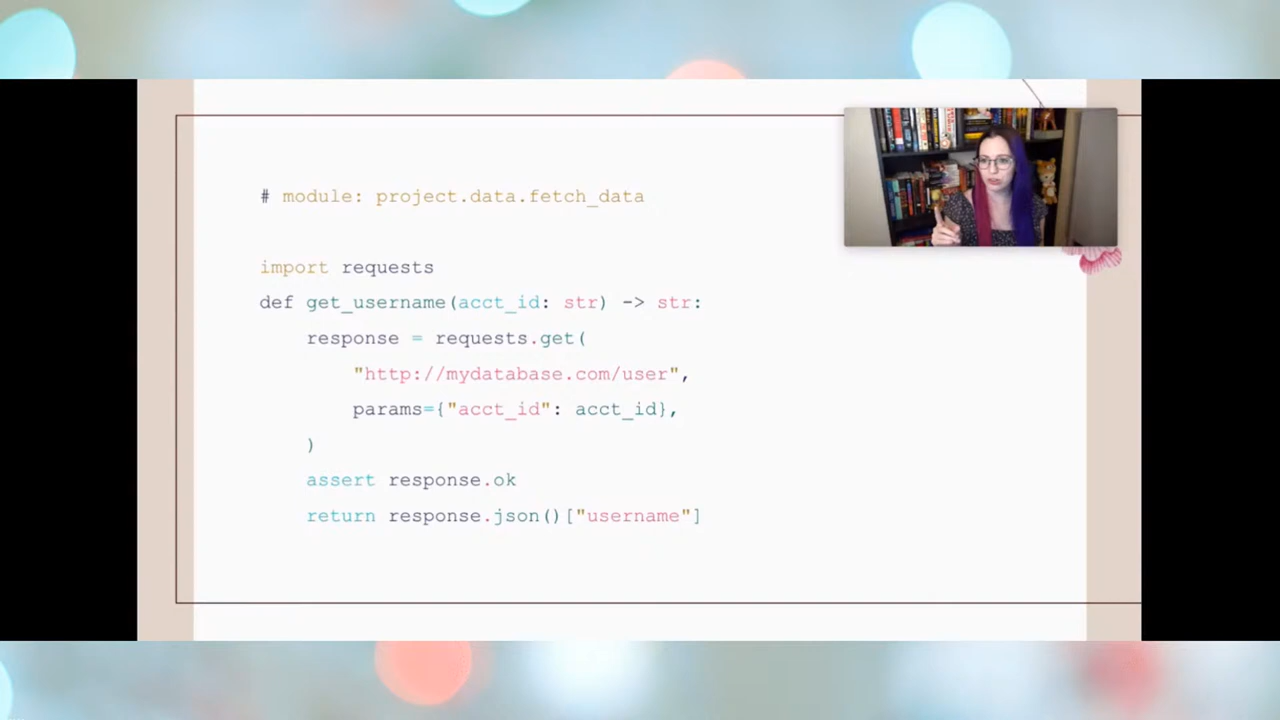 # module: project.data.fetch_data
import requests
def get_username(acct_id: str) -> str:
    response = requests.get(
        "http://mydatabase.com/user",
        params={"acct_id": acct_id},
    )
    assert response.ok
    return response.json()["username"]